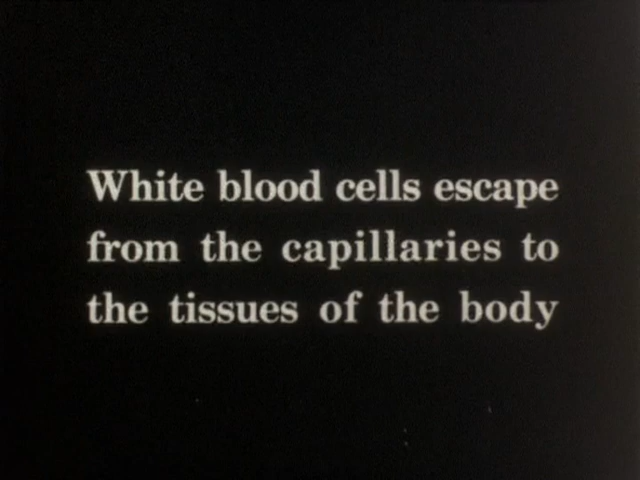 White blood cells escape
from the capillaries to
the tissues of the body